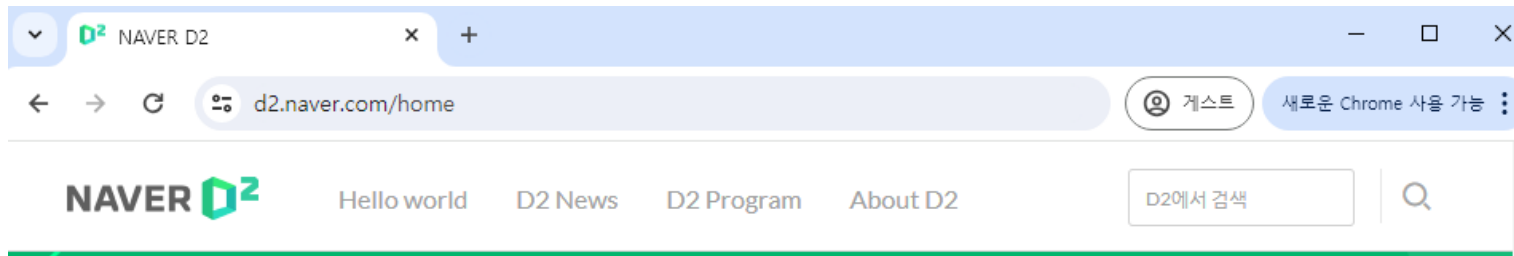 D2 NAVER D2
d2.naver.com/home 게스트 새로운 Chrome 사용 가능
NAVER D2 Hello world D2 News D2 Program About D2 D2에서 검색